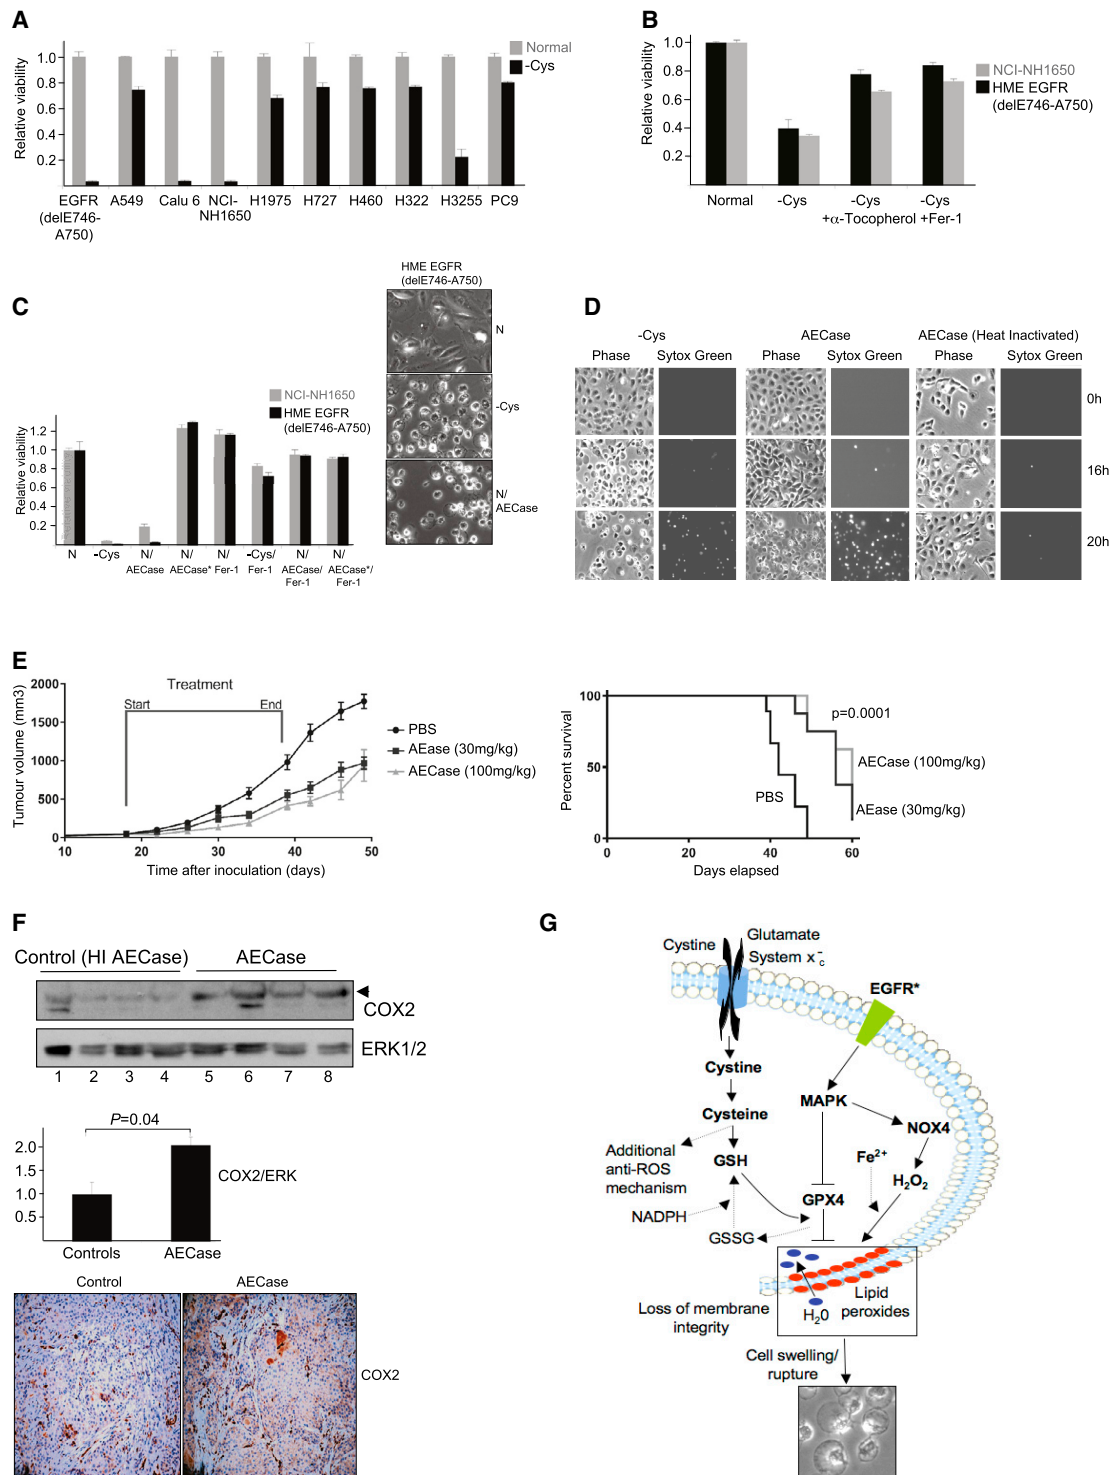 A
Relative viability
1.0
0.8
0.6
0.4
0.2
Normal
-Cys
EGFR (delE746-A750)
A549
Calu 6
NCI-NH1650
H1975
H727
H460
H322
H3255
PC9
B
Relative viability
1.0
0.8
0.6
0.4
0.2
NCI-NH1650
HME EGFR
(delE746-A750)
Normal
-Cys
-Cys +α-Tocopherol
-Cys +Fer-1
C
Relative viability
1.2
1.0
0.8
0.6
0.4
0.2
NCI-NH1650
HME EGFR
(delE746-A750)
N
-Cys
N/ AECase
N/ AECase*
N/ Fer-1
-Cys/ Fer-1
N/ AECase/ Fer-1
N/ AECase*/ Fer-1
HME EGFR
(delE746-A750)
N
-Cys
N/
AECase
D
-Cys
AECase
AECase (Heat Inactivated)
Phase
Sytox Green
Phase
Sytox Green
Phase
Sytox Green
0h
16h
20h
E
Tumour volume (mm3)
2000
1500
1000
500
0
Treatment
Start
End
PBS
AEase (30mg/kg)
AECase (100mg/kg)
10
20
30
40
50
Time after inoculation (days)
Percent survival
100
50
0
p=0.0001
AECase (100mg/kg)
PBS
AEase (30mg/kg)
0
20
40
60
Days elapsed
F
Control (HI AECase)
AECase
COX2
ERK1/2
1 2 3 4 5 6 7 8
P=0.04
2.0
1.5
1.0
0.5
COX2/ERK
Controls
AECase
Control
AECase
COX2
G
Cystine
Glutamate
System x⁻c
EGFR*
Cystine
Cysteine
MAPK
NOX4
Additional
anti-ROS
mechanism
GSH
Fe²⁺
H₂O₂
NADPH
GPX4
GSSG
Loss of membrane
integrity
H₂0
Lipid
peroxides
Cell swelling/
rupture